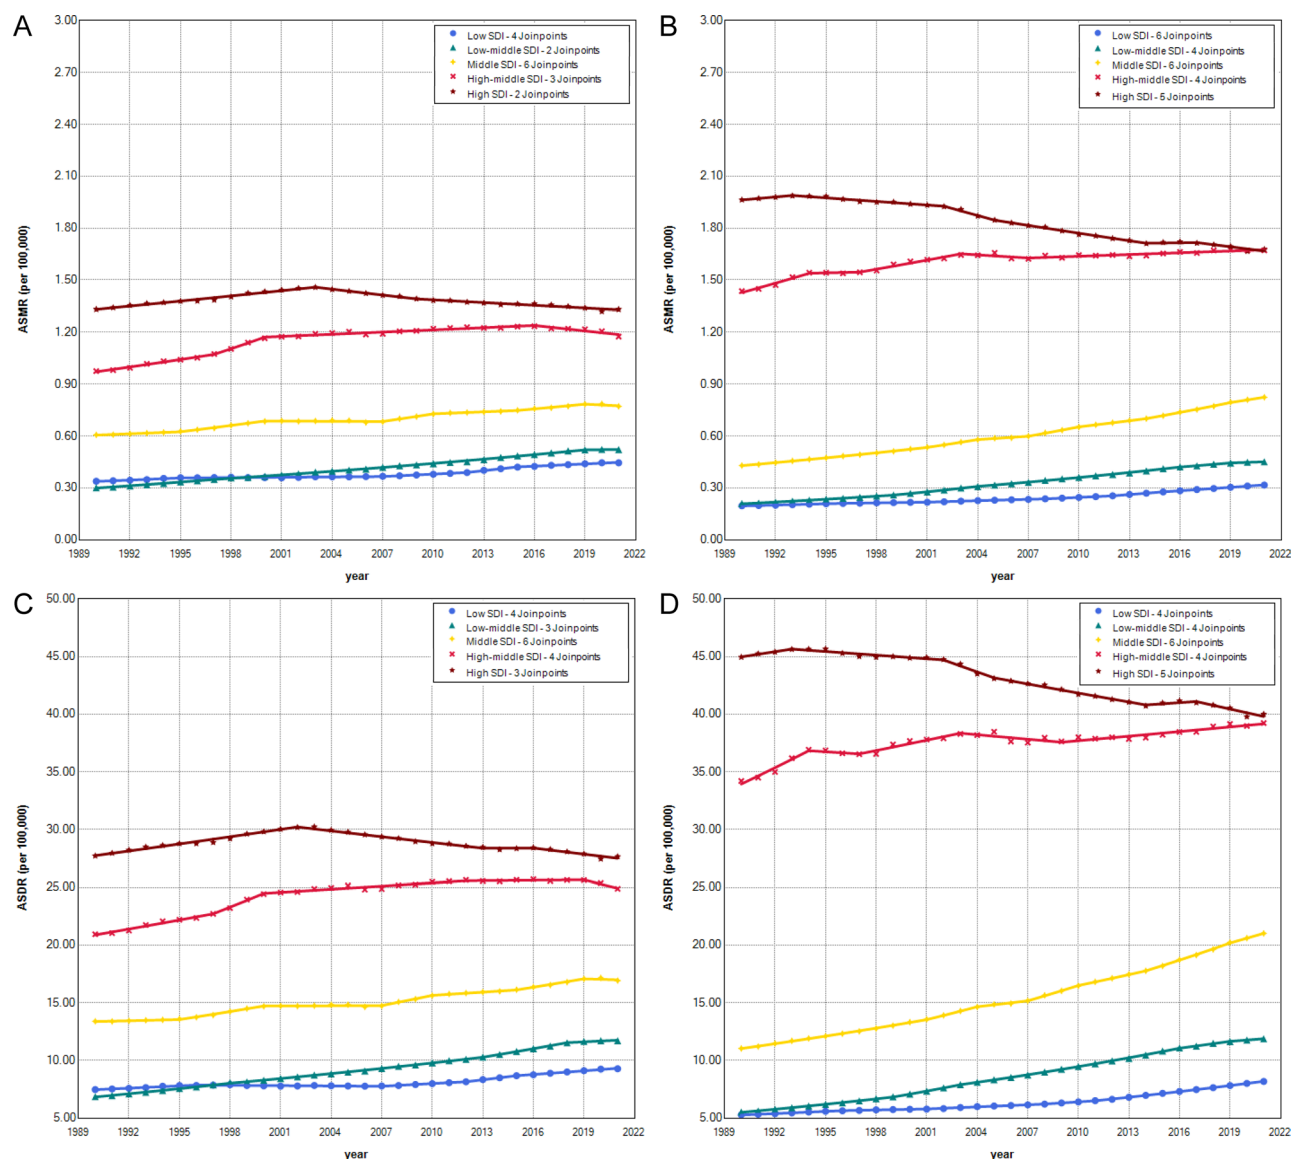 A
3.00
2.70
2.40
2.10
1.80
1.50
1.20
0.90
0.60
0.30
0.00
ASMR (per 100,000)
Low SDI - 4 Joinpoints
Low-middle SDI - 2 Joinpoints
Middle SDI - 6 Joinpoints
High-middle SDI - 3 Joinpoints
High SDI - 2 Joinpoints
1989 1992 1995 1998 2001 2004 2007 2010 2013 2016 2019 2022
year
B
3.00
2.70
2.40
2.10
1.80
1.50
1.20
0.90
0.60
0.30
0.00
ASMR (per 100,000)
Low SDI - 6 Joinpoints
Low-middle SDI - 4 Joinpoints
Middle SDI - 6 Joinpoints
High-middle SDI - 4 Joinpoints
High SDI - 5 Joinpoints
1989 1992 1995 1998 2001 2004 2007 2010 2013 2016 2019 2022
year
C
50.00
45.00
40.00
35.00
30.00
25.00
20.00
15.00
10.00
5.00
ASDR (per 100,000)
Low SDI - 4 Joinpoints
Low-middle SDI - 3 Joinpoints
Middle SDI - 6 Joinpoints
High-middle SDI - 4 Joinpoints
High SDI - 3 Joinpoints
1989 1992 1995 1998 2001 2004 2007 2010 2013 2016 2019 2022
year
D
50.00
45.00
40.00
35.00
30.00
25.00
20.00
15.00
10.00
5.00
ASDR (per 100,000)
Low SDI - 4 Joinpoints
Low-middle SDI - 4 Joinpoints
Middle SDI - 6 Joinpoints
High-middle SDI - 4 Joinpoints
High SDI - 5 Joinpoints
1989 1992 1995 1998 2001 2004 2007 2010 2013 2016 2019 2022
year